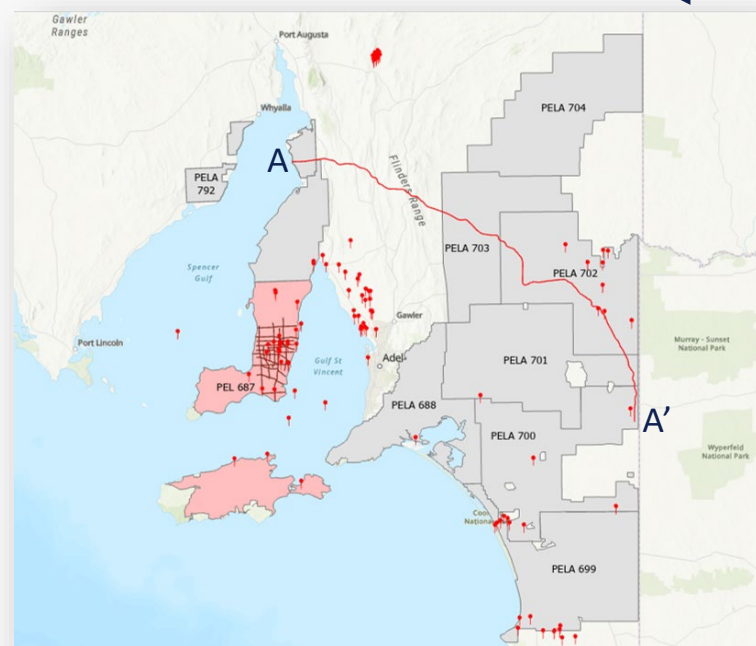 Gawler
Ranges
Port Augusta
Whyalla
PELA 704
A
PELA
792
Flinders Range
PELA 703
PELA 702
Spencer
Gulf
Gawler
Port Lincoln
Murray - Sunset
National Park
Gulf St
Vincent
Adel
PELA 701
PEL 687
PELA 688
A'
PELA 700
Wyperfeld
National Park
Coo
National
PELA 699